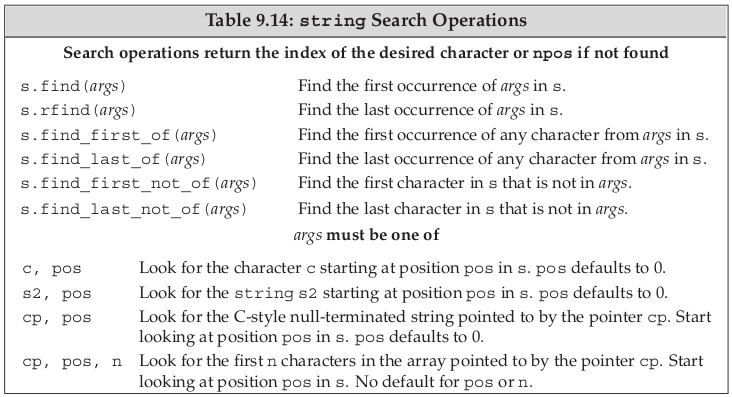 Table 9.14: string Search Operations
Search operations return the index of the desired character or npos if not found
s.find(args) Find the first occurrence of args in s.
s.rfind(args) Find the last occurrence of args in s.
s.find_first_of(args) Find the first occurrence of any character from args in s.
s.find_last_of(args) Find the last occurrence of any character from args in s.
s.find_first_not_of(args) Find the first character in s that is not in args.
s.find_last_not_of(args) Find the last character in s that is not in args.
args must be one of
c, pos Look for the character c starting at position pos in s. pos defaults to 0.
s2, pos Look for the string s2 starting at position pos in s. pos defaults to 0.
cp, pos Look for the C-style null-terminated string pointed to by the pointer cp. Start
looking at position pos in s. pos defaults to 0.
cp, pos, n Look for the first n characters in the array pointed to by the pointer cp. Start
looking at position pos in s. No default for pos or n.